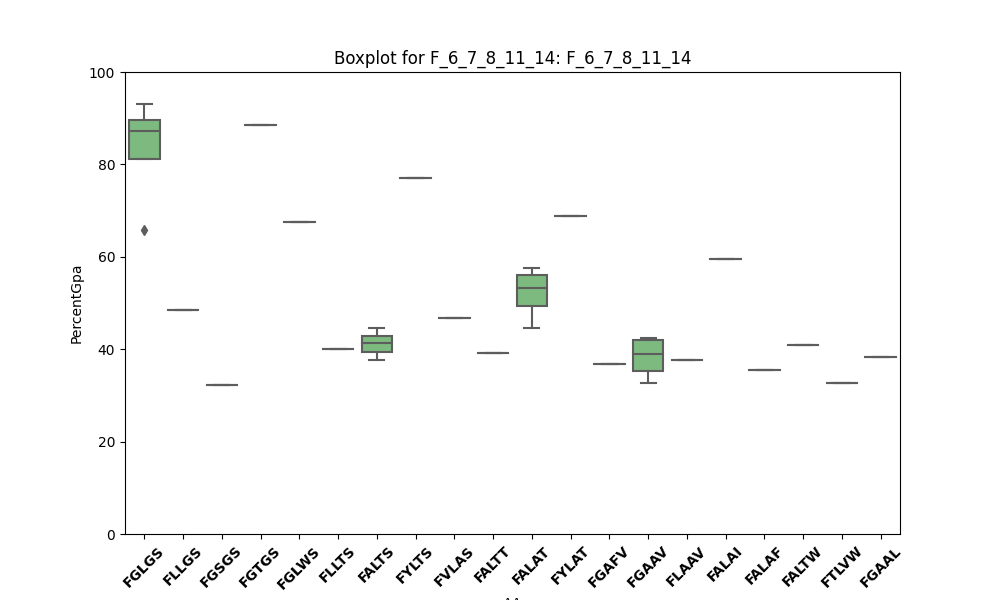 Boxplot for F_6_7_8_11_14: F_6_7_8_11_14
100
80
60
40
20
0
PercentGpa
FGLGS
FLLGS
FGSGS
FGTGS
FGLWS
FLLTS
FALTS
FYLTS
FVLAS
FALTT
FALAT
FYLAT
FGAFV
FGAAV
FLAAV
FALAI
FALAF
FALTW
FTLVW
FGAAL